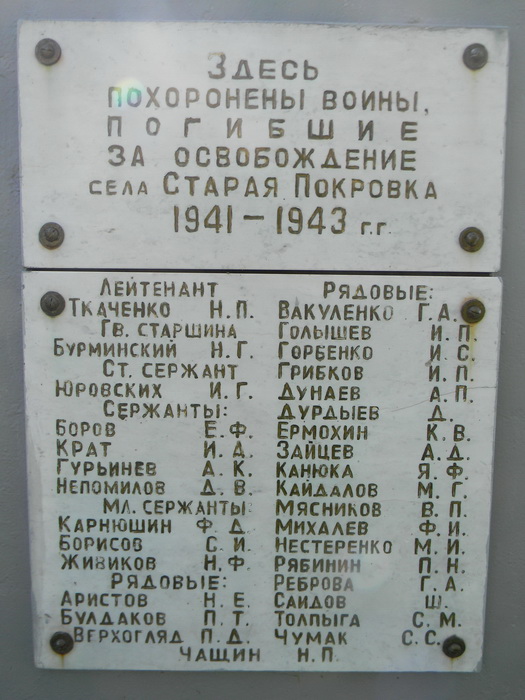 Здесь
похоронены воины,
погибшие
за освобождение
села Старая Покровка
1941 – 1943 г.г.
Лейтенант
Ткаченко Н.П.
Гв. старшина
Бурминский Н.Г.
Ст. сержант
Юровских И.Г.
Сержанты:
Боров Е.Ф.
Крат И.Д.
Гурьинев А.К.
Непомилов Д.В.
Мл. сержанты:
Карнюшин Ф.Д.
Борисов С.И.
Живиков Н.Ф.
Рядовые:
Аристов Н.Е.
Булдаков П.Т.
Верхогляд П.Д.
Рядовые:
Вакуленко Г.А.
Голышев И.П.
Горбенко И.С.
Грибков И.П.
Дунаев А.П.
Дурдыев Д.
Ермохин К.В.
Зайцев А.Д.
Канюка Я.Ф.
Кайдалов М.Г.
Мясников В.П.
Михалев Ф.И.
Нестеренко М.И.
Рябинин П.Н.
Реброва Г.А.
Саидов Ш.
Толпыга С.М.
Чумак С.С.
Чащин Н.П.